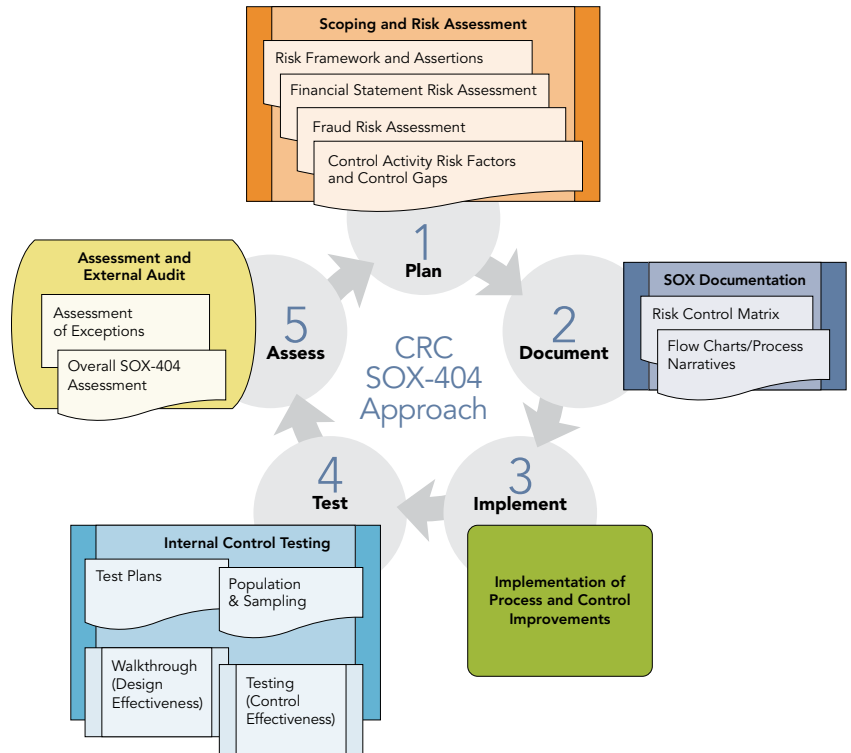 Scoping and Risk Assessment
Risk Framework and Assertions
Financial Statement Risk Assessment
Fraud Risk Assessment
Control Activity Risk Factors
and Control Gaps
1
Plan
SOX Documentation
Risk Control Matrix
Flow Charts/Process
Narratives
2
Document
3
Implement
Implementation of
Process and Control
Improvements
4
Test
Internal Control Testing
Test Plans
Population
& Sampling
Walkthrough
(Design
Effectiveness)
Testing
(Control
Effectiveness)
5
Assess
Assessment and
External Audit
Assessment
of Exceptions
Overall SOX-404
Assessment
CRC
SOX-404
Approach